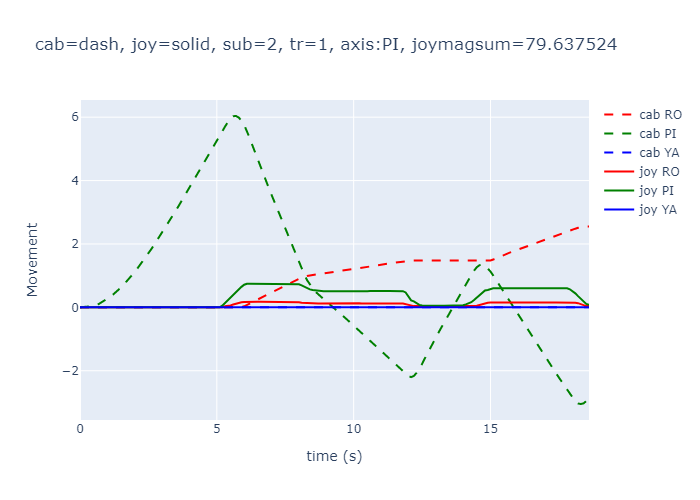 cab=dash, joy=solid, sub=2, tr=1, axis:PI, joymagsum=79.637524
cab RO
cab PI
cab YA
joy RO
joy PI
joy YA
6
4
2
0
−2
Movement
0
5
10
15
time (s)